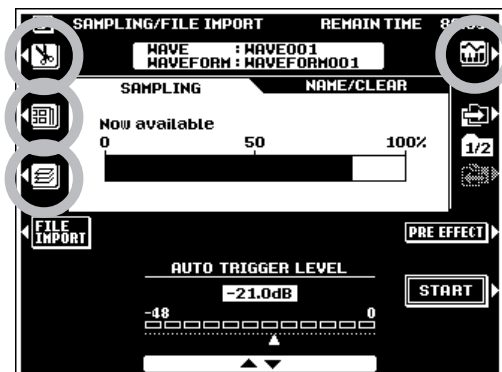 SAMPLING/FILE IMPORT REMAIN TIME
WAVE : WAVE001
WAVEFORM : WAVEFORM001
SAMPLING NAME/CLEAR
Now available
0 50 100%
1/2
FILE IMPORT
PRE EFFECT
AUTO TRIGGER LEVEL
-21.0dB
START
-48 0